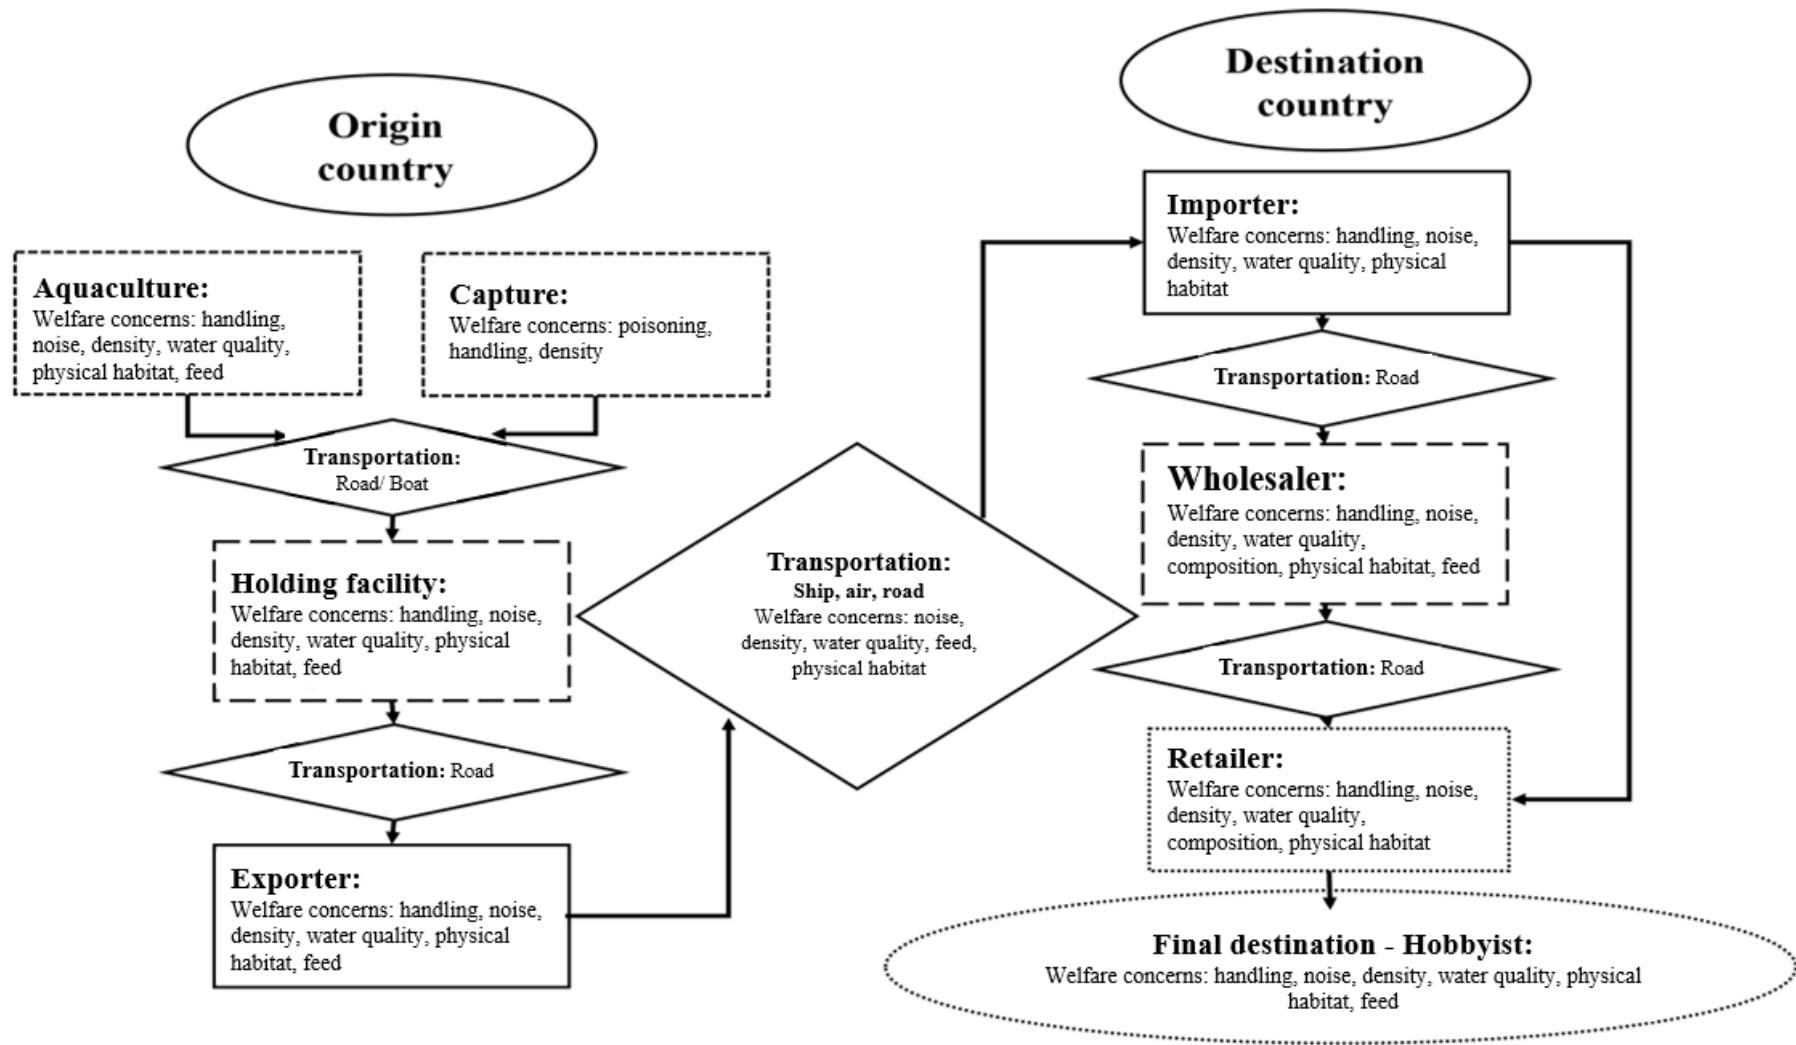 Origin
country
Aquaculture:
Welfare concerns: handling,
noise, density, water quality,
physical habitat, feed
Capture:
Welfare concerns: poisoning,
handling, density
Transportation:
Road/ Boat
Holding facility:
Welfare concerns: handling, noise,
density, water quality, physical
habitat, feed
Transportation: Road
Exporter:
Welfare concerns: handling, noise,
density, water quality, physical
habitat, feed
Transportation:
Ship, air, road
Welfare concerns: noise,
density, water quality, feed,
physical habitat
Destination
country
Importer:
Welfare concerns: handling, noise,
density, water quality, physical
habitat
Transportation: Road
Wholesaler:
Welfare concerns: handling, noise,
density, water quality,
composition, physical habitat, feed
Transportation: Road
Retailer:
Welfare concerns: handling, noise,
density, water quality,
composition, physical habitat
Final destination - Hobbyist:
Welfare concerns: handling, noise, density, water quality, physical
habitat, feed